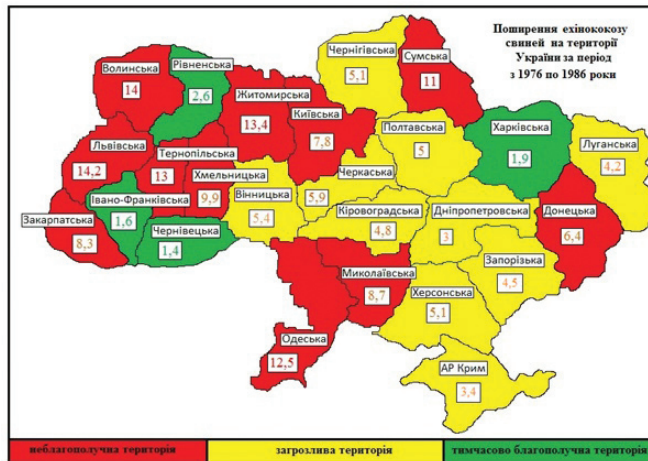 Поширення ехінококозу
свиней на території
України за період
з 1976 по 1986 роки
Волинська
14
Рівненська
2,6
Житомирська
13,4
Київська
7,8
Чернігівська
5,1
Сумська
11
Львівська
14,2
Тернопільська
13
Хмельницька
9,9
Полтавська
5
Харківська
1,9
Луганська
4,2
Черкаська
5,9
Вінницька
5,4
Івано-Франківська
1,6
Закарпатська
8,3
Чернівецька
1,4
Кіровоградська
4,8
Дніпропетровська
3
Донецька
6,4
Миколаївська
8,7
Запорізька
4,5
Херсонська
5,1
Одеська
12,5
АР Крим
3,4
неблагополучна територія
загрозлива територія
тимчасово благополучна територія